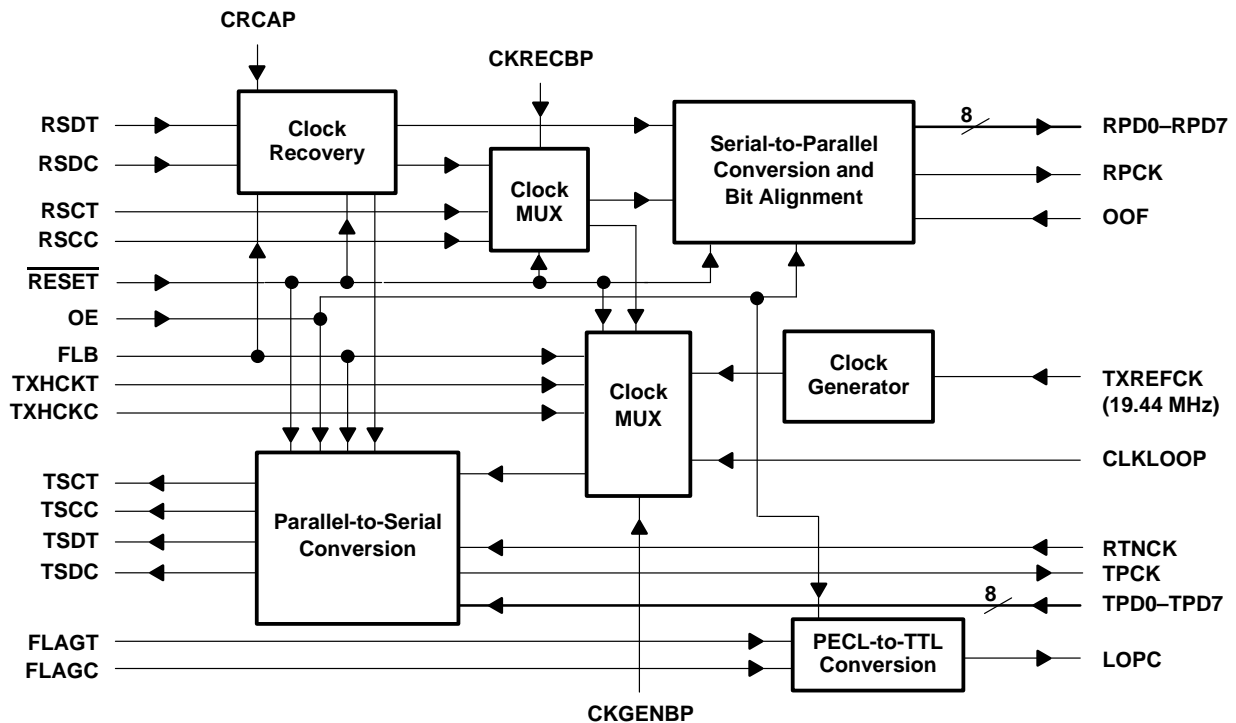 CRCAP
CKRECBP
RSDT
RSDC
RSCT
RSCC
RESET
OE
FLB
TXHCKT
TXHCKC
TSCT
TSCC
TSDT
TSDC
FLAGT
FLAGC
Clock
Recovery
Clock
MUX
Serial-to-Parallel
Conversion and
Bit Alignment
8
RPD0–RPD7
RPCK
OOF
Clock
MUX
Clock
Generator
TXREFCK
(19.44 MHz)
CLKLOOP
Parallel-to-Serial
Conversion
RTNCK
TPCK
8
TPD0–TPD7
PECL-to-TTL
Conversion
LOPC
CKGENBP